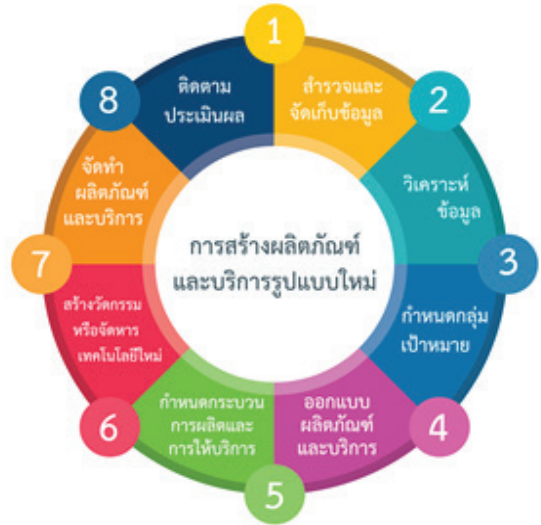 การสร้างผลิตภัณฑ์
และบริการรูปแบบใหม่
1
สำรวจและ
จัดเก็บข้อมูล
2
วิเคราะห์
ข้อมูล
3
กำหนดกลุ่ม
เป้าหมาย
4
ออกแบบ
ผลิตภัณฑ์
และบริการ
5
กำหนดกระบวน
การผลิตและ
การให้บริการ
6
สร้างวัตกรรม
หรือจัดหาร
เทคโนโลยีใหม่
7
จัดทำ
ผลิตภัณฑ์
และบริการ
8
ติดตาม
ประเมินผล